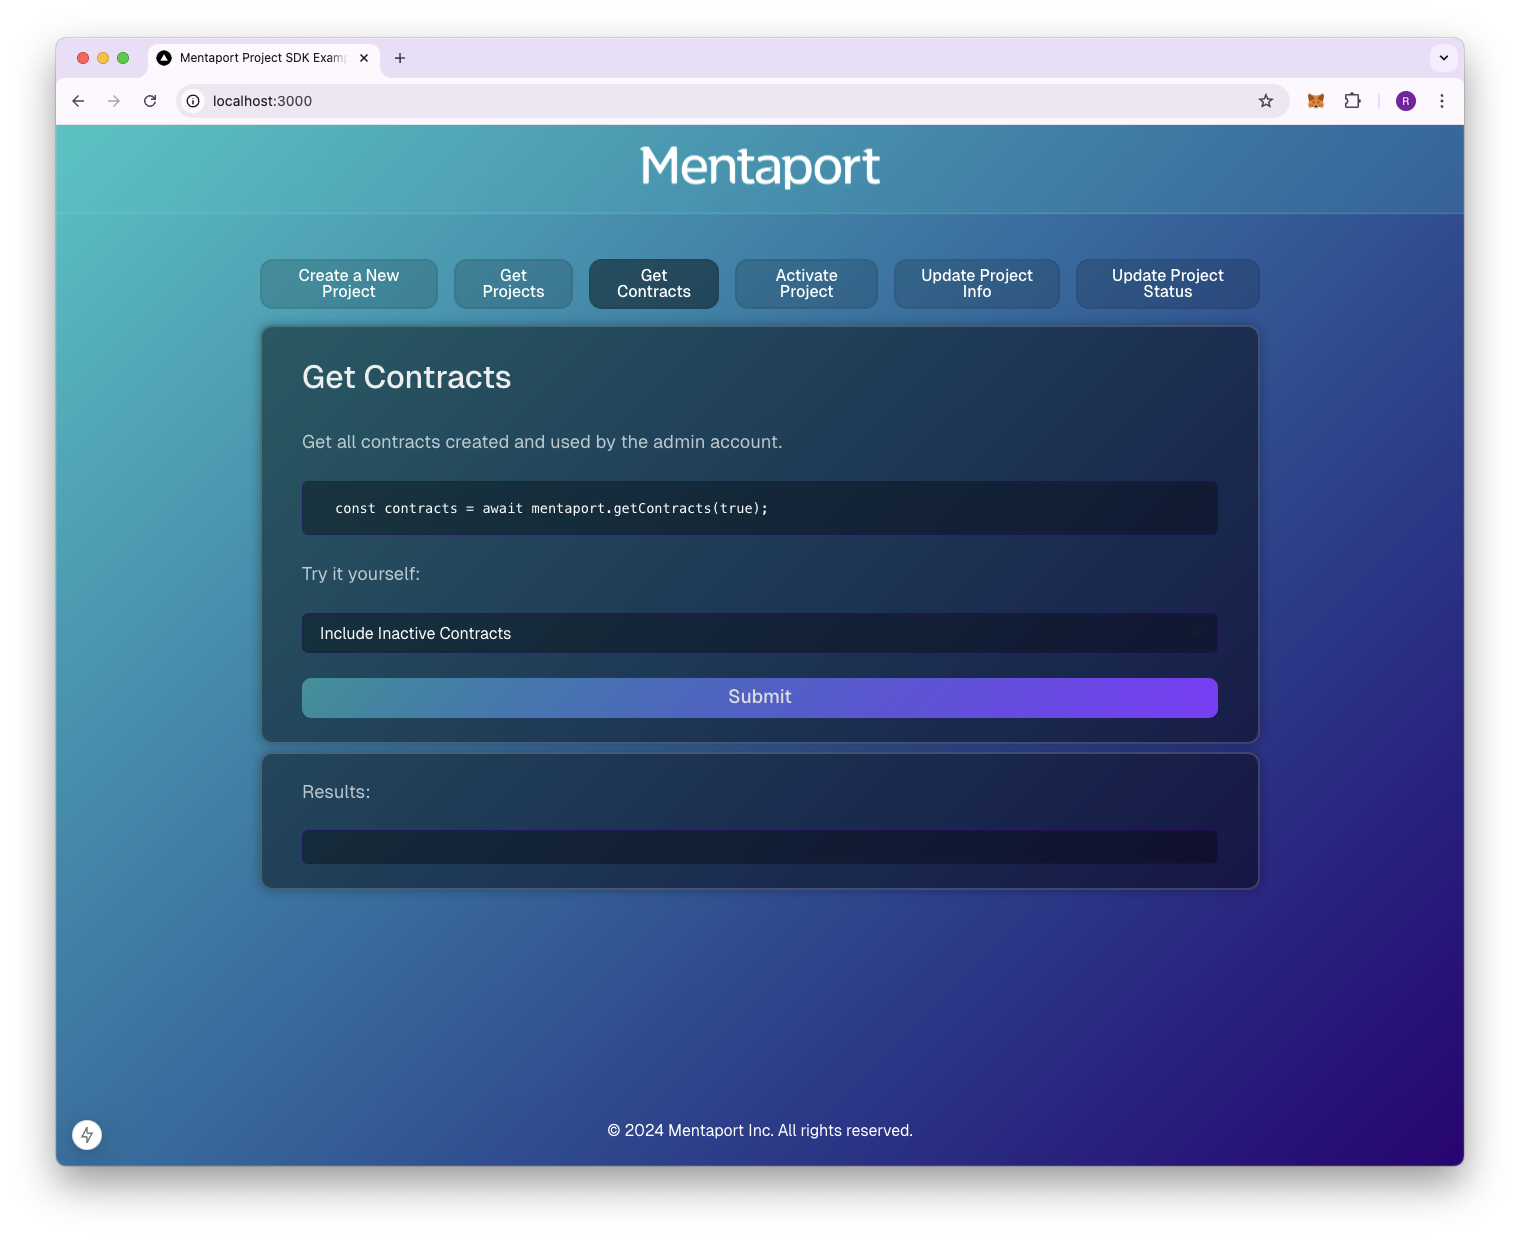 Mentaport Project SDK Examp
localhost:3000
R
Mentaport
Create a New
Project
Get
Projects
Get
Contracts
Activate
Project
Update Project
Info
Update Project
Status
Get Contracts
Get all contracts created and used by the admin account.
const contracts = await mentaport.getContracts(true);
Try it yourself:
Include Inactive Contracts
Submit
Results:
© 2024 Mentaport Inc. All rights reserved.